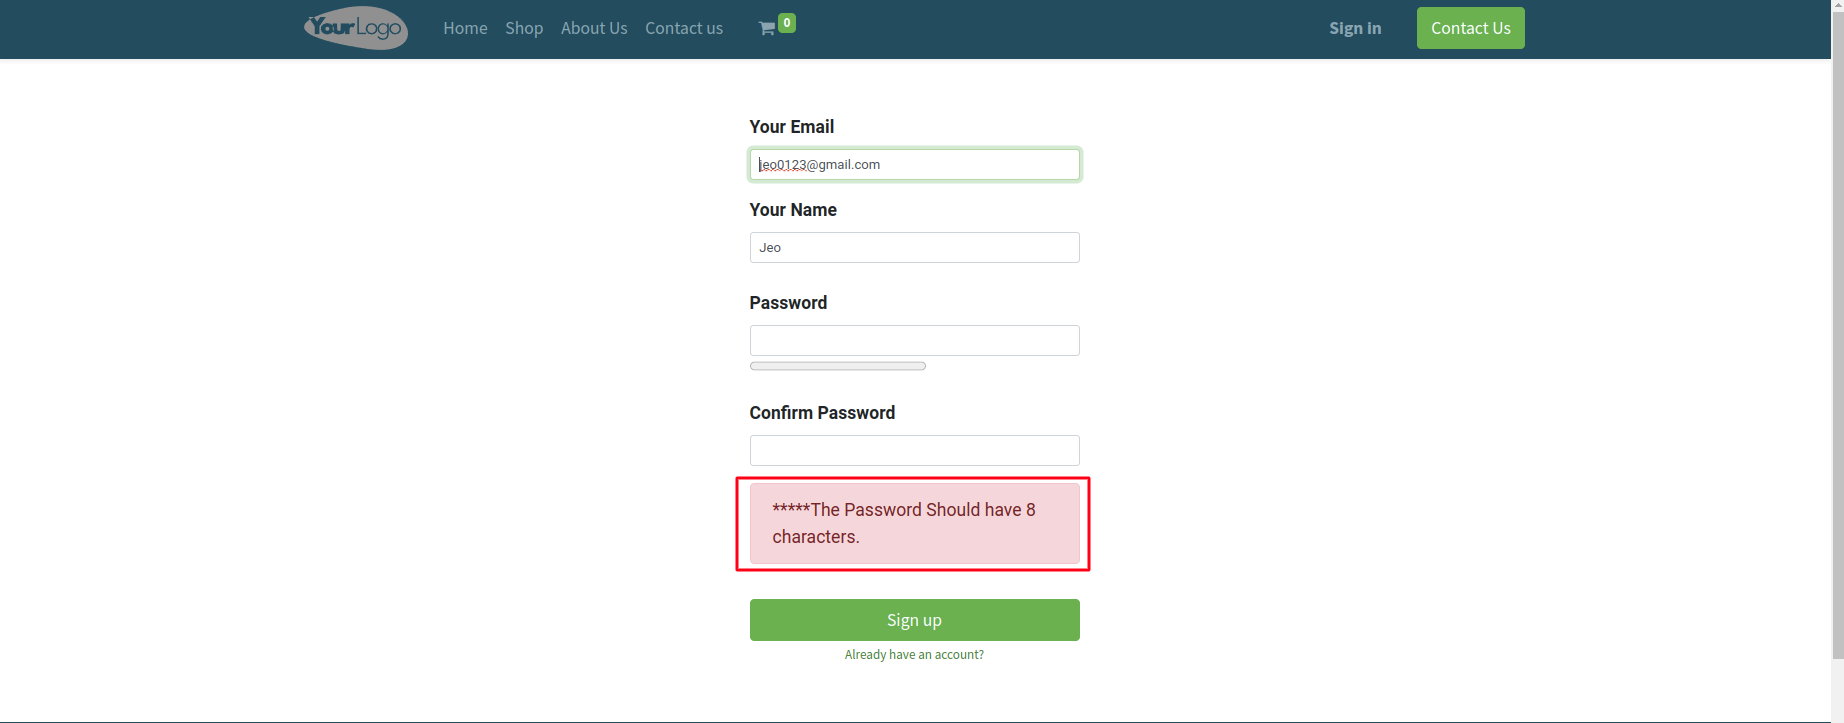 YourLogo Home Shop About Us Contact us 0 Sign in Contact Us
Your Email
jeo0123@gmail.com
Your Name
Jeo
Password
Confirm Password
*****The Password Should have 8
characters.
Sign up
Already have an account?